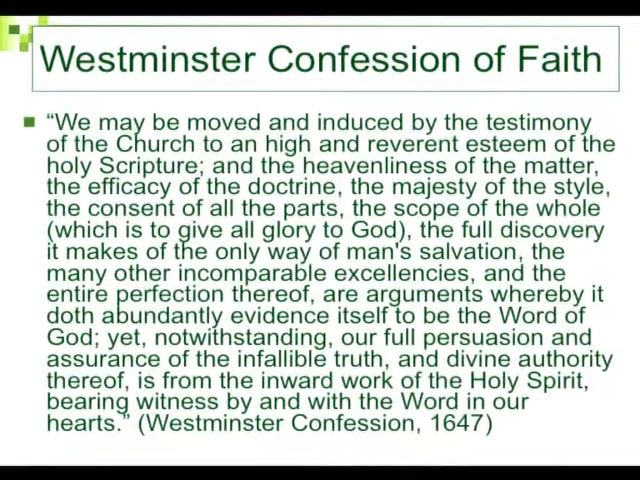 Westminster Confession of Faith
“We may be moved and induced by the testimony
of the Church to an high and reverent esteem of the
holy Scripture; and the heavenliness of the matter,
the efficacy of the doctrine, the majesty of the style,
the consent of all the parts, the scope of the whole
(which is to give all glory to God), the full discovery
it makes of the only way of man's salvation, the
many other incomparable excellencies, and the
entire perfection thereof, are arguments whereby it
doth abundantly evidence itself to be the Word of
God; yet, notwithstanding, our full persuasion and
assurance of the infallible truth, and divine authority
thereof, is from the inward work of the Holy Spirit,
bearing witness by and with the Word in our
hearts.” (Westminster Confession, 1647)